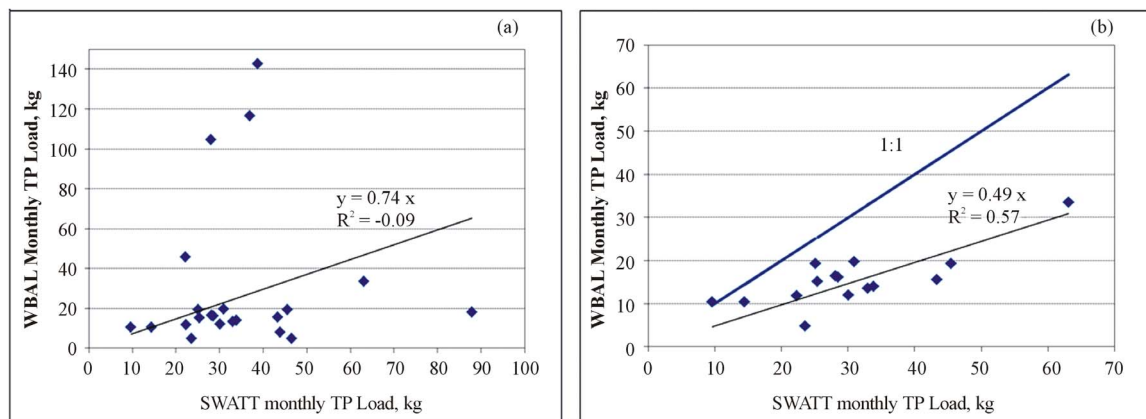 (a)
WBAL Monthly TP Load, kg
140
120
100
80
60
40
20
0
y = 0.74 x
R² = -0.09
0 10 20 30 40 50 60 70 80 90 100
SWATT monthly TP Load, kg
(b)
WBAL Monthly TP Load, kg
70
60
50
40
30
20
10
0
1:1
y = 0.49 x
R² = 0.57
0 10 20 30 40 50 60 70
SWATT monthly TP Load, kg